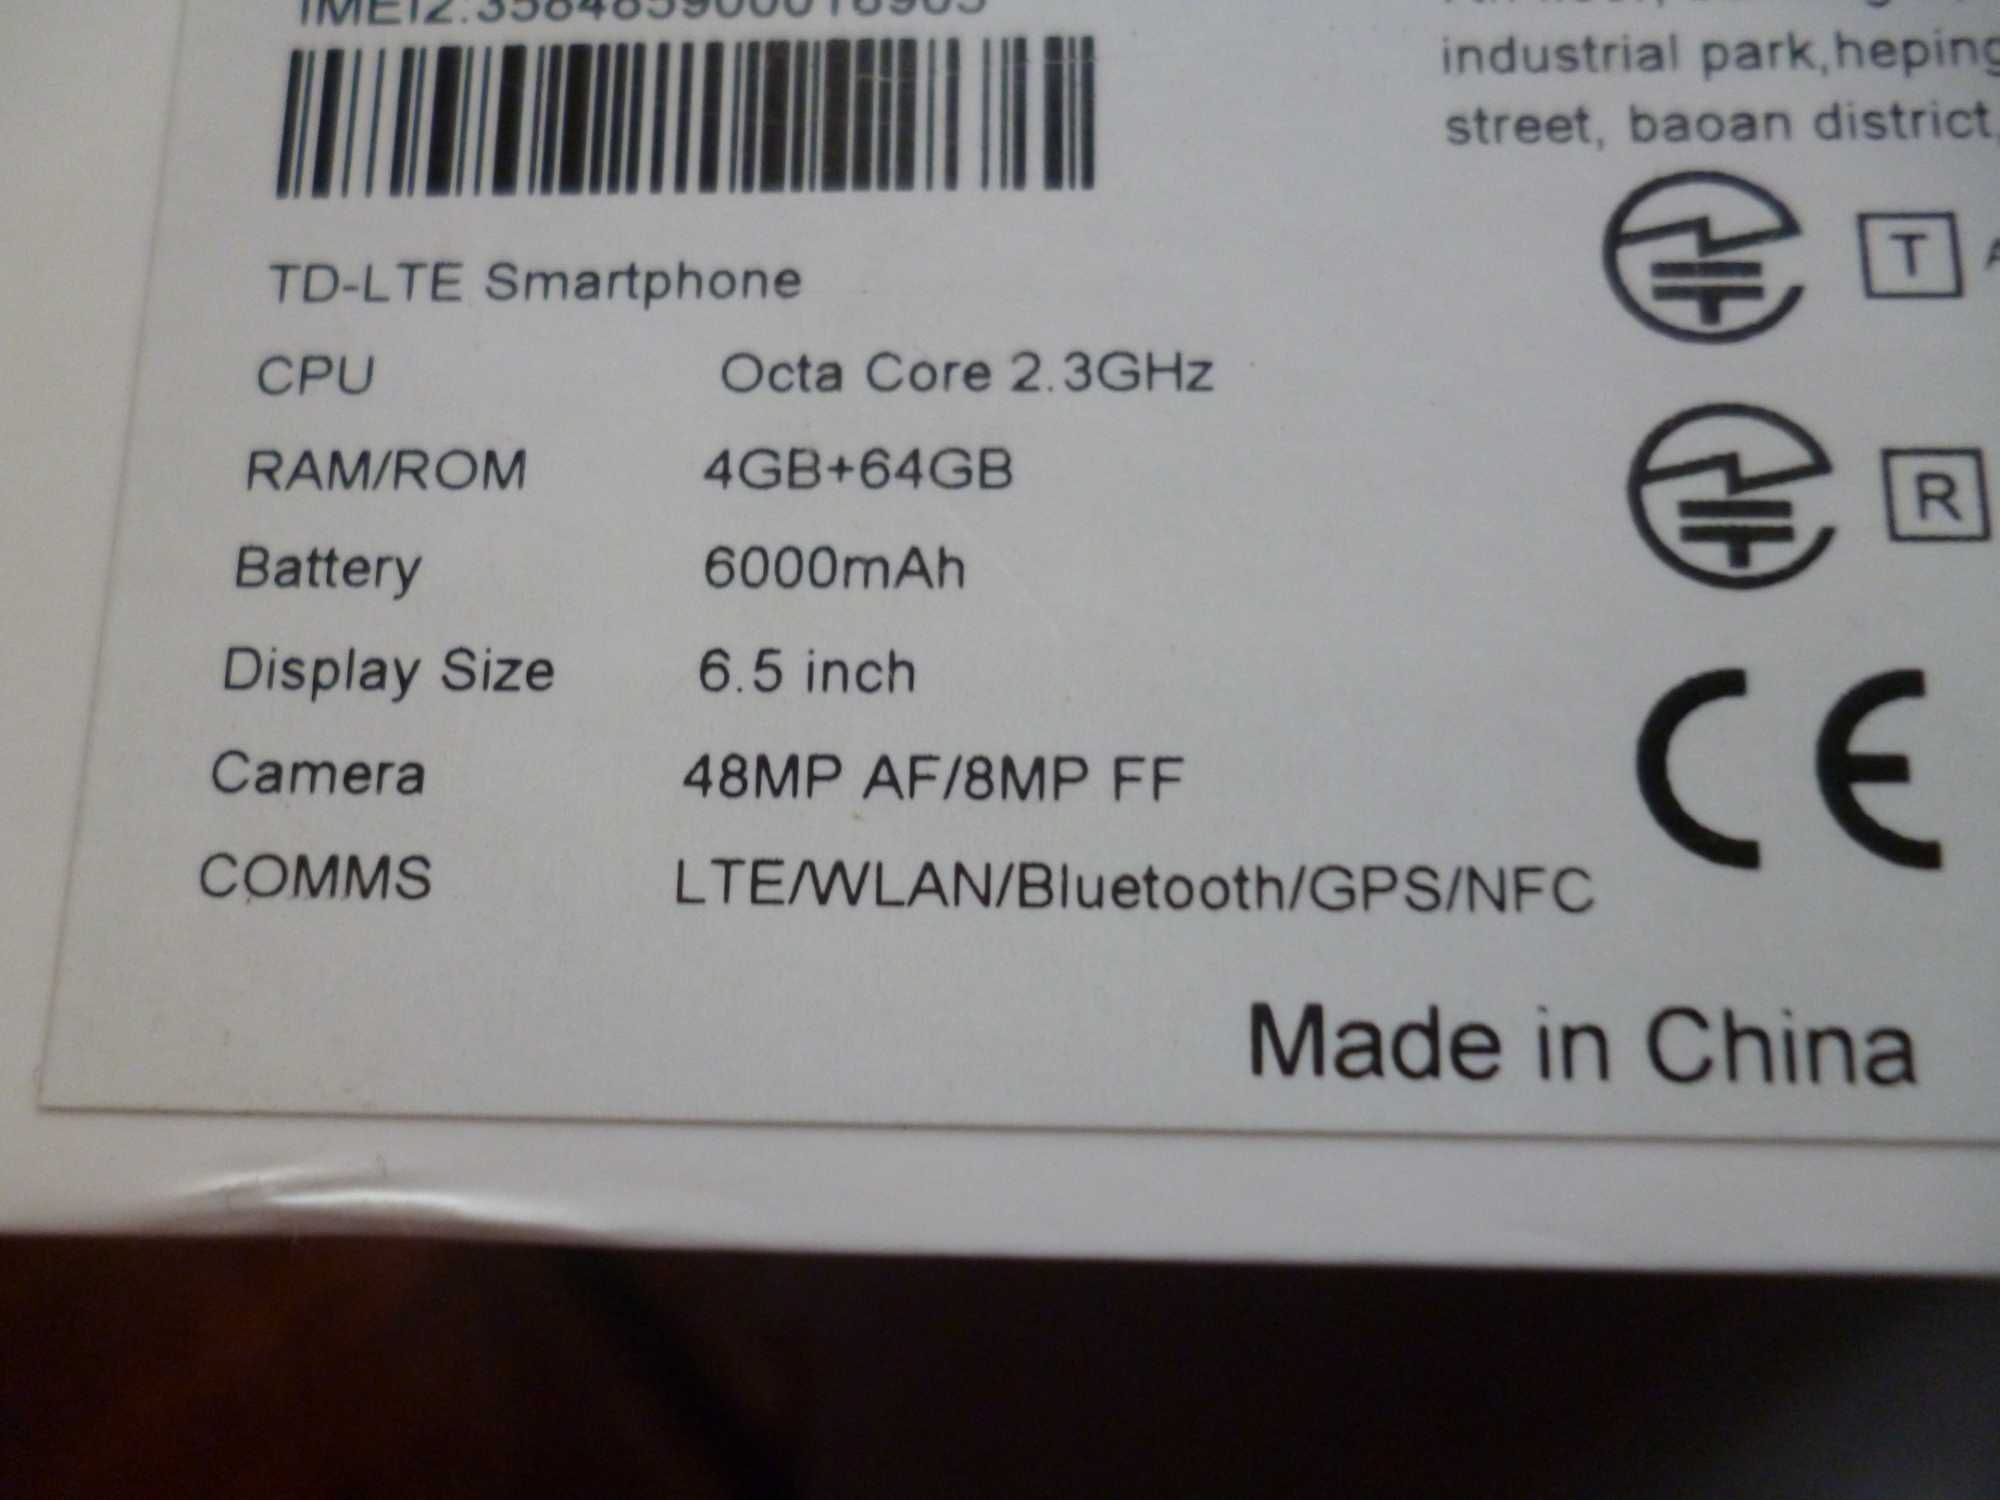 industrial park,heping
street, baoan district,
TD-LTE Smartphone
CPU Octa Core 2.3GHz
RAM/ROM 4GB+64GB
Battery 6000mAh
Display Size 6.5 inch
Camera 48MP AF/8MP FF
COMMS LTE/WLAN/Bluetooth/GPS/NFC
T
R
CE
Made in China